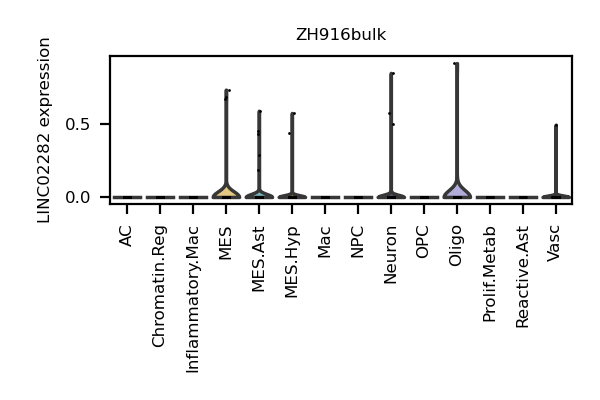 ZH916bulk
LINC02282 expression
0.5
0.0
AC
Chromatin.Reg
Inflammatory.Mac
MES
MES.Ast
MES.Hyp
Mac
NPC
Neuron
OPC
Oligo
Prolif.Metab
Reactive.Ast
Vasc